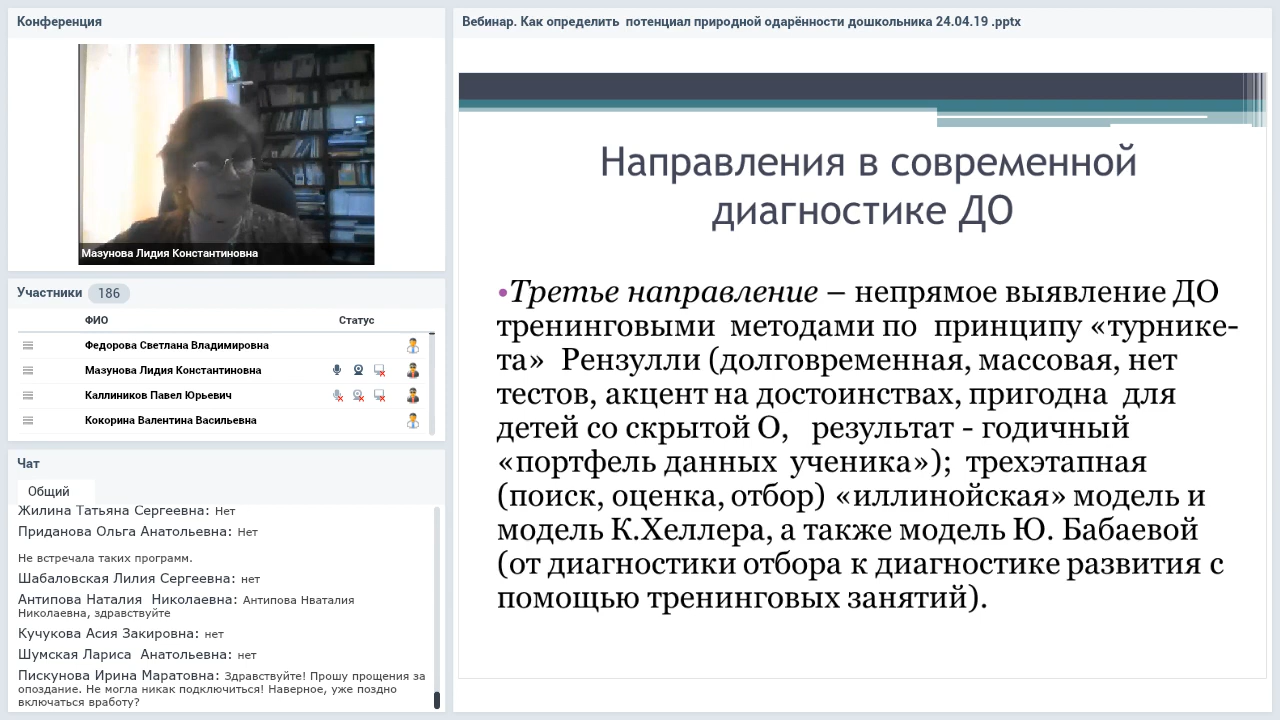 Конференция
Мазунова Лидия Константиновна
Участники 186
ФИО Статус
Федорова Светлана Владимировна
Мазунова Лидия Константиновна
Каллиников Павел Юрьевич
Кокорина Валентина Васильевна
Чат
Общий
Жилина Татьяна Сергеевна: Нет
Приданова Ольга Анатольевна: Нет
Не встречала таких программ.
Шабаловская Лилия Сергеевна: нет
Антипова Наталия Николаевна: Антипова Нваталия
Николаевна, здравствуйте
Кучукова Асия Закировна: нет
Шумская Лариса Анатольевна: нет
Пискунова Ирина Маратовна: Здравствуйте! Прошу прощения за
опоздание. Не могла никак подключиться! Наверное, уже поздно
включаться вработу?
Вебинар. Как определить потенциал природной одарённости дошкольника 24.04.19 .pptx
Направления в современной
диагностике ДО
•Третье направление – непрямое выявление ДО
тренинговыми методами по принципу «турнике-
та» Рензулли (долговременная, массовая, нет
тестов, акцент на достоинствах, пригодна для
детей со скрытой О, результат - годичный
«портфель данных ученика»); трехэтапная
(поиск, оценка, отбор) «иллинойская» модель и
модель К.Хеллера, а также модель Ю. Бабаевой
(от диагностики отбора к диагностике развития с
помощью тренинговых занятий).